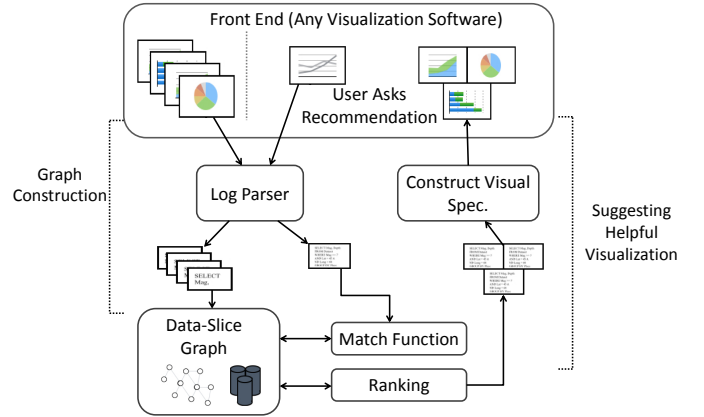 Front End (Any Visualization Software)
User Asks
Recommendation
Graph
Construction
Log Parser
Construct Visual
Spec.
Suggesting
Helpful
Visualization
SELECT
Mag,
Data-Slice
Graph
Match Function
Ranking